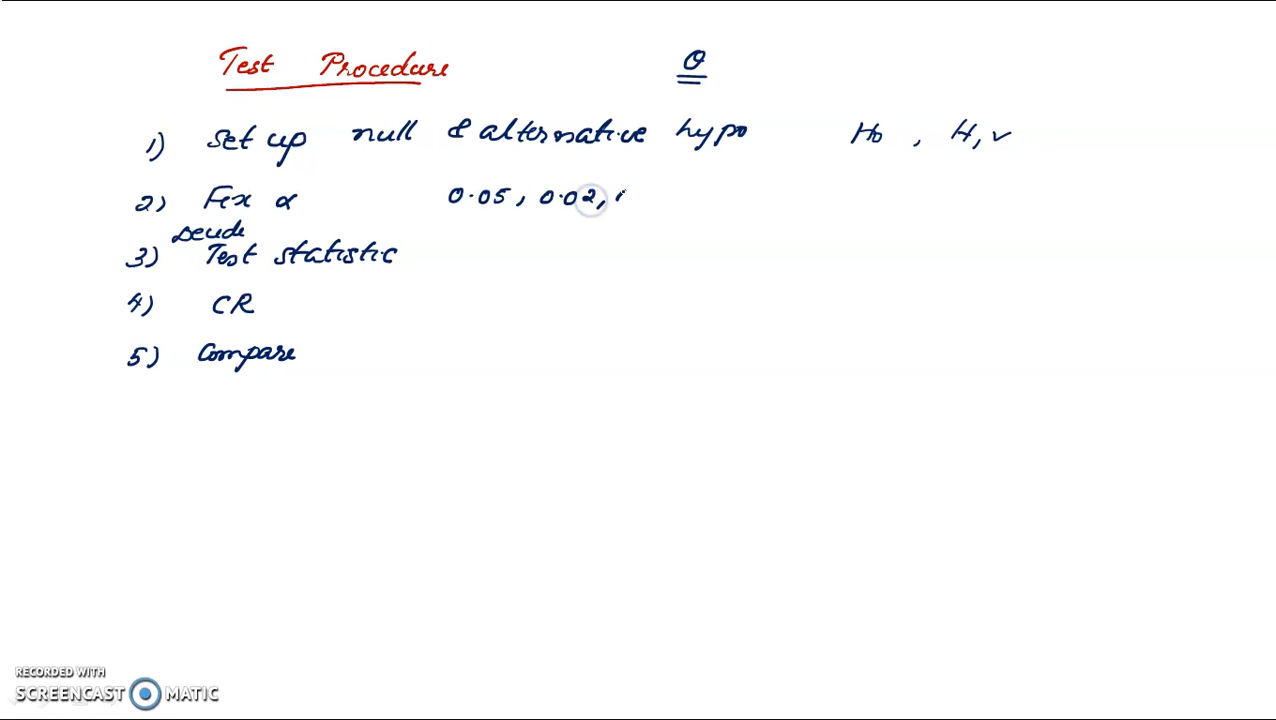 Test Procedure θ
1) Set up null & alternative hypo H0, H1 ✓
2) Fix α 0.05, 0.02,
Decide
3) Test statistic
4) CR
5) Compare
RECORDED WITH
SCREENCAST MATIC